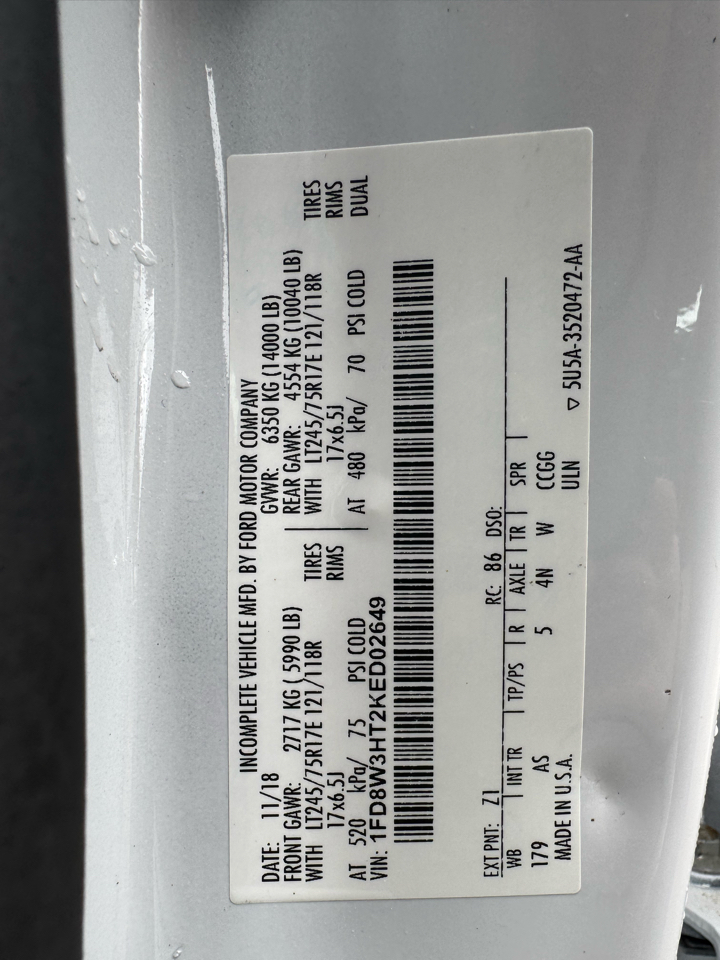 INCOMPLETE VEHICLE MFD. BY FORD MOTOR COMPANY
DATE: 11/18 GVWR: 6350 KG (14000 LB)
FRONT GAWR: 2717 KG ( 5990 LB) REAR GAWR: 4554 KG (10040 LB)
WITH LT245/75R17E 121/118R TIRES WITH LT245/75R17E 121/118R TIRES
17x6.5J RIMS 17x6.5J RIMS
AT 520 kPa/ 75 PSI COLD AT 480 kPa/ 70 PSI COLD DUAL
VIN: 1FD8W3HT2KED02649
EXT PNT: Z1 RC: 86 DSO:
WB INT TR TP/PS R AXLE TR SPR
179 AS 5 4N W CCGG
MADE IN U.S.A. ULN ▽ 5U5A-3520472-AA